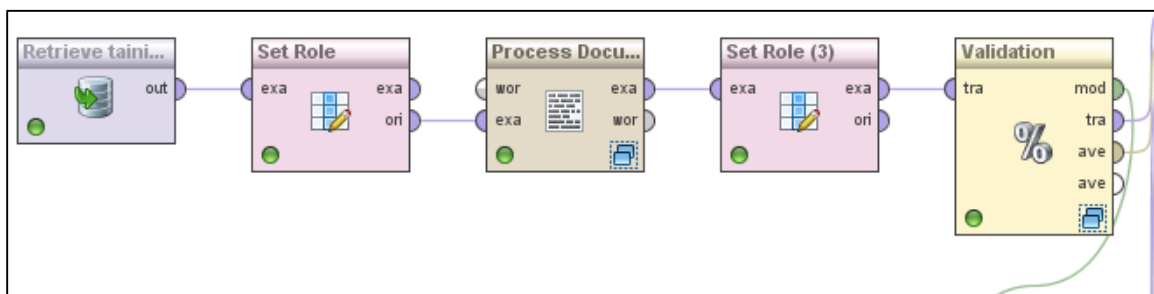 Retrieve taini...
out
Set Role
exa
exa
ori
Process Docu...
wor
exa
exa
wor
Set Role (3)
exa
exa
ori
Validation
tra
mod
tra
ave
ave
%